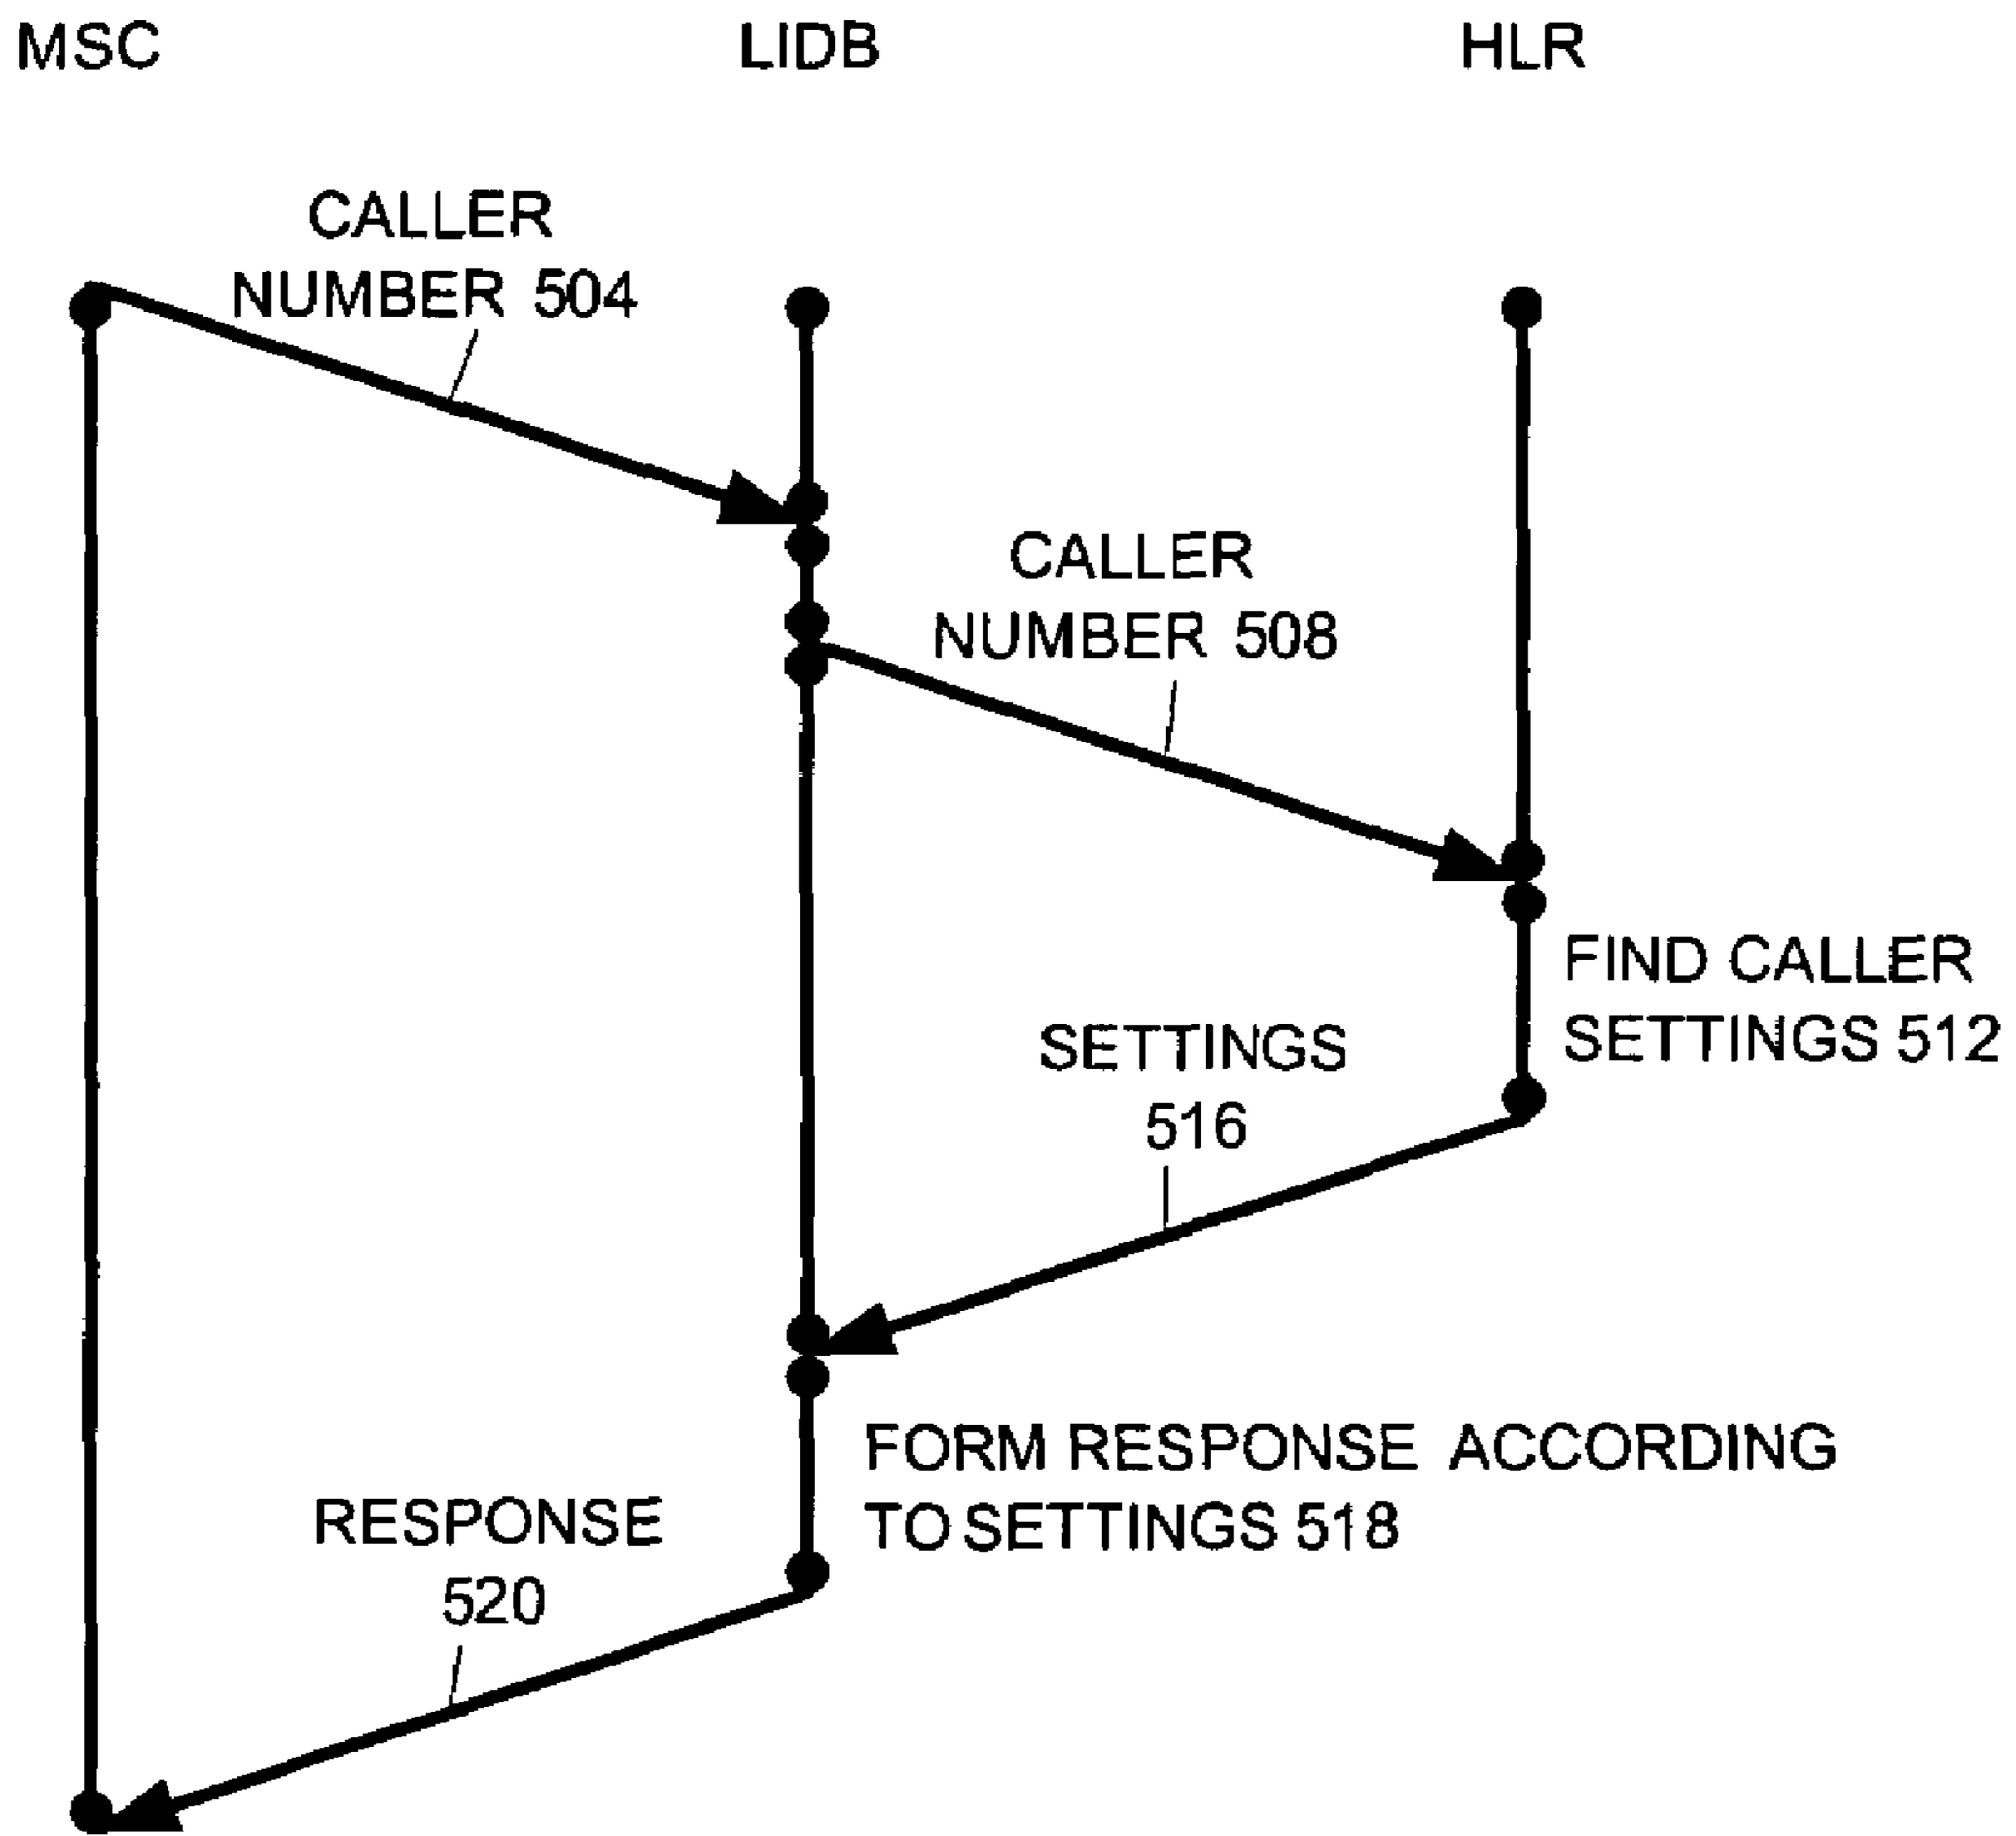 MSC LIDB HLR
CALLER
NUMBER 504
CALLER
NUMBER 508
FIND CALLER
SETTINGS 512
SETTINGS
516
FORM RESPONSE ACCORDING
TO SETTINGS 518
RESPONSE
520